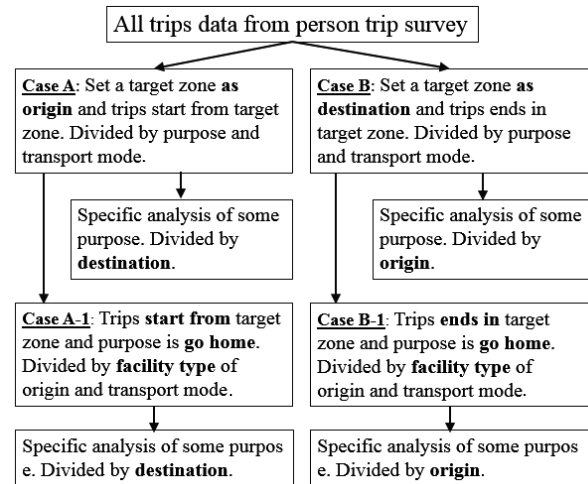 All trips data from person trip survey
Case A: Set a target zone as
origin and trips start from target
zone. Divided by purpose and
transport mode.
Case B: Set a target zone as
destination and trips ends in
target zone. Divided by purpose
and transport mode.
Specific analysis of some
purpose. Divided by
destination.
Specific analysis of some
purpose. Divided by
origin.
Case A-1: Trips start from target
zone and purpose is go home.
Divided by facility type of
origin and transport mode.
Case B-1: Trips ends in target
zone and purpose is go home.
Divided by facility type of
origin and transport mode.
Specific analysis of some purpos
e. Divided by destination.
Specific analysis of some purpos
e. Divided by origin.